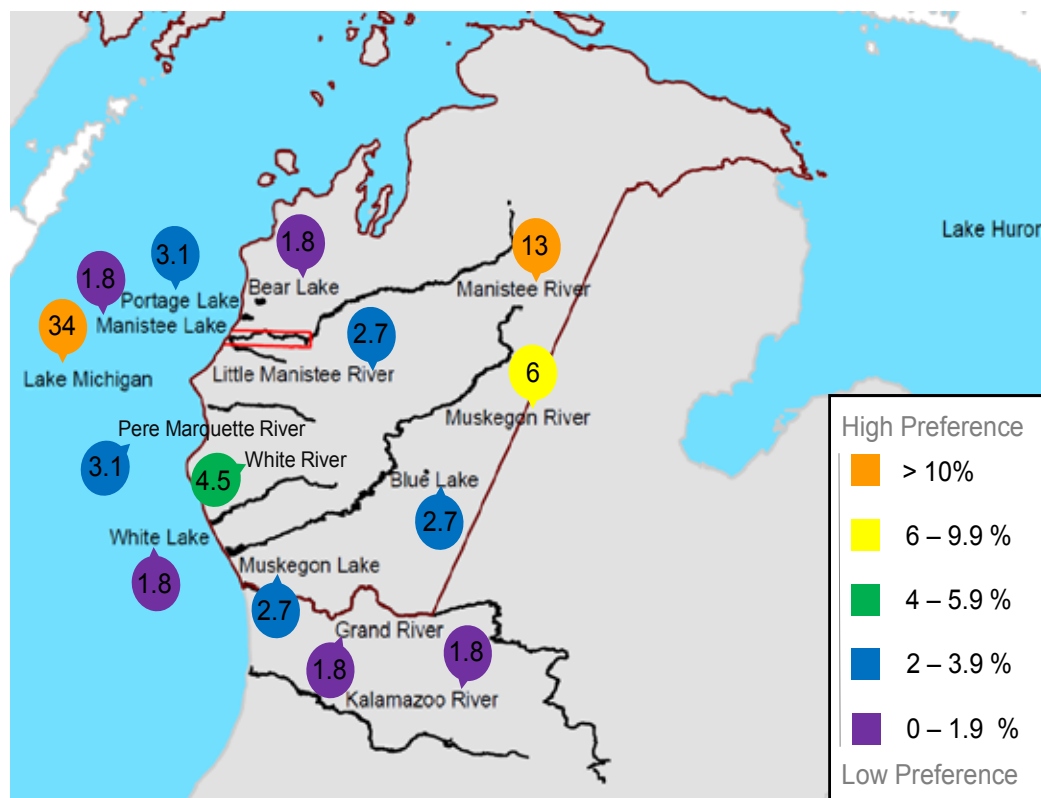 3.1
1.8
13
Lake Huron
1.8
Bear Lake
Manistee River
Portage Lake
34
Manistee Lake
2.7
Lake Michigan
Little Manistee River
6
Muskegon River
Pere Marquette River
3.1
4.5
White River
Blue Lake
2.7
White Lake
1.8
Muskegon Lake
2.7
Grand River
1.8
1.8
Kalamazoo River
High Preference
> 10%
6 – 9.9 %
4 – 5.9 %
2 – 3.9 %
0 – 1.9 %
Low Preference